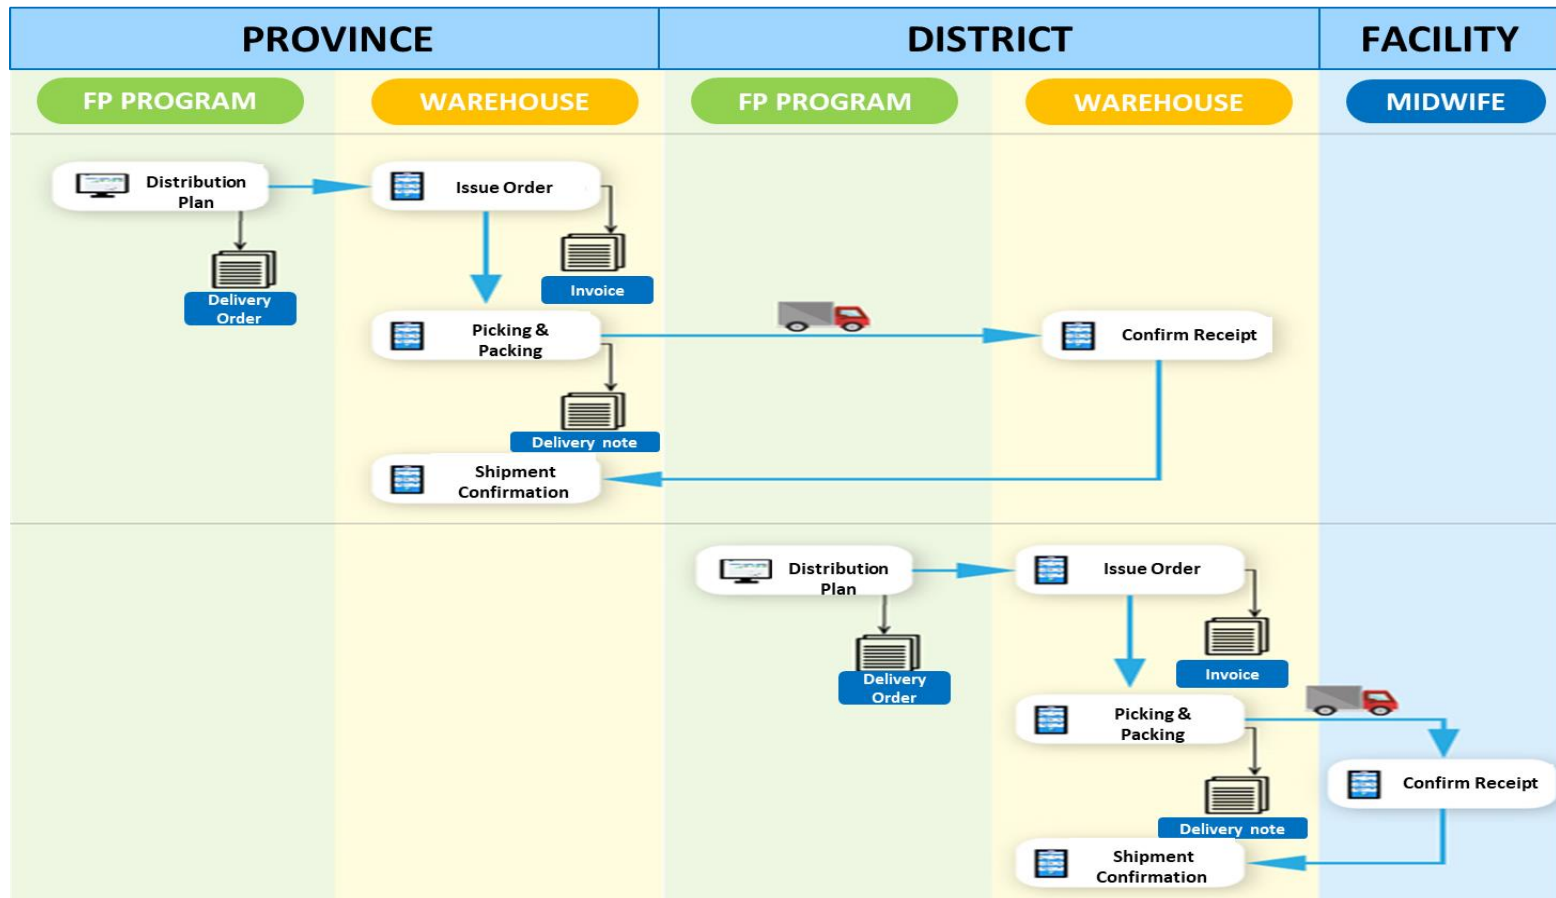 PROVINCE
DISTRICT
FACILITY
FP PROGRAM
WAREHOUSE
FP PROGRAM
WAREHOUSE
MIDWIFE
Distribution
Plan
Issue Order
Delivery
Order
Invoice
Picking &
Packing
Confirm Receipt
Delivery note
Shipment
Confirmation
Distribution
Plan
Issue Order
Delivery
Order
Invoice
Picking &
Packing
Confirm Receipt
Delivery note
Shipment
Confirmation